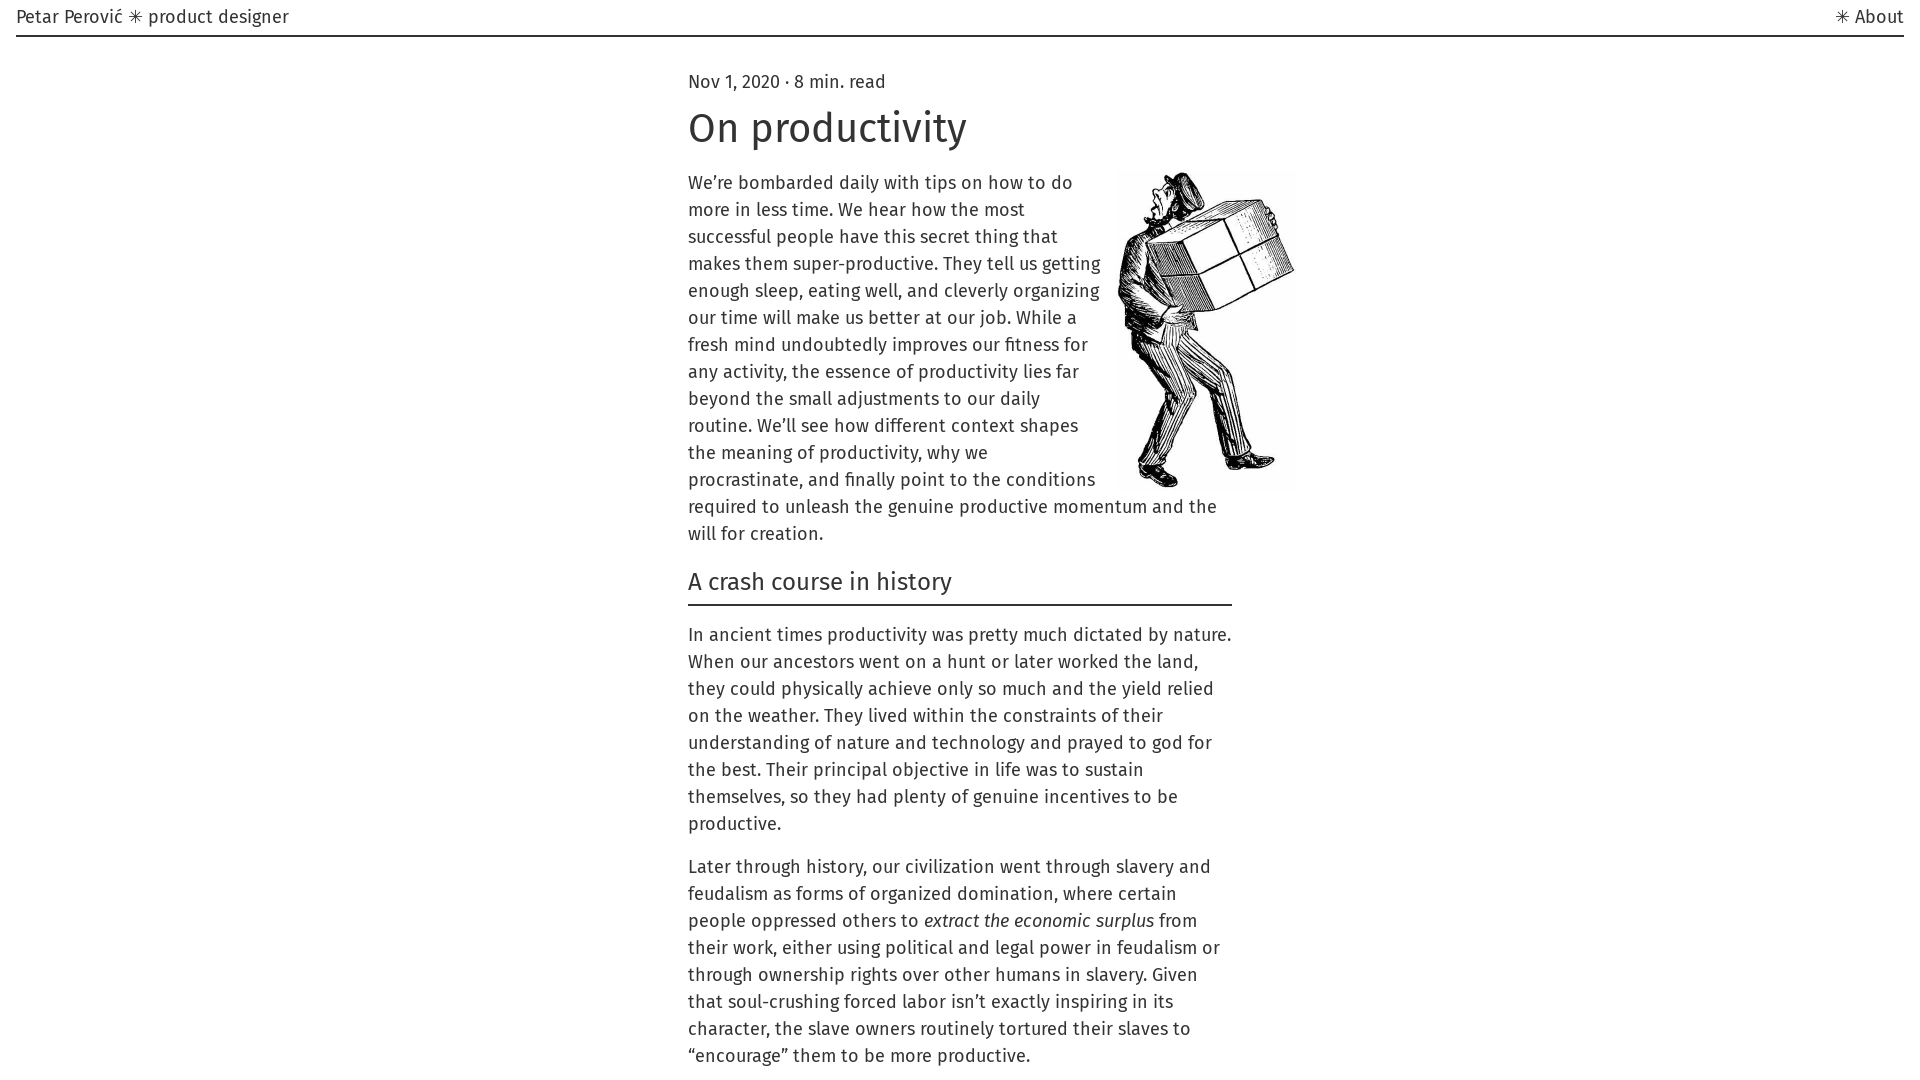 Petar Perović ✳ product designer
✳ About
Nov 1, 2020 · 8 min. read
On productivity
We’re bombarded daily with tips on how to do
more in less time. We hear how the most
successful people have this secret thing that
makes them super-productive. They tell us getting
enough sleep, eating well, and cleverly organizing
our time will make us better at our job. While a
fresh mind undoubtedly improves our fitness for
any activity, the essence of productivity lies far
beyond the small adjustments to our daily
routine. We’ll see how different context shapes
the meaning of productivity, why we
procrastinate, and finally point to the conditions
required to unleash the genuine productive momentum and the
will for creation.
A crash course in history
In ancient times productivity was pretty much dictated by nature.
When our ancestors went on a hunt or later worked the land,
they could physically achieve only so much and the yield relied
on the weather. They lived within the constraints of their
understanding of nature and technology and prayed to god for
the best. Their principal objective in life was to sustain
themselves, so they had plenty of genuine incentives to be
productive.
Later through history, our civilization went through slavery and
feudalism as forms of organized domination, where certain
people oppressed others to extract the economic surplus from
their work, either using political and legal power in feudalism or
through ownership rights over other humans in slavery. Given
that soul-crushing forced labor isn’t exactly inspiring in its
character, the slave owners routinely tortured their slaves to
“encourage” them to be more productive.